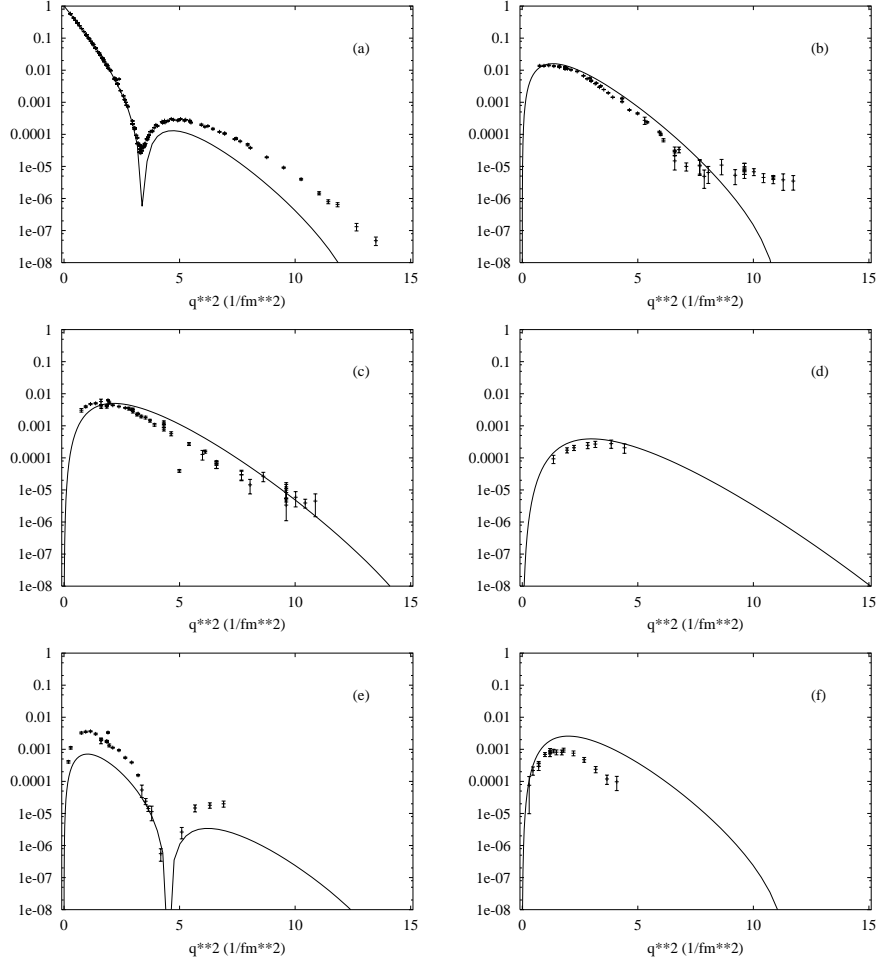 1
0.1
0.01
0.001
0.0001
1e-05
1e-06
1e-07
1e-08
0 5 10 15
q**2 (1/fm**2)
(a)
1
0.1
0.01
0.001
0.0001
1e-05
1e-06
1e-07
1e-08
0 5 10 15
q**2 (1/fm**2)
(b)
1
0.1
0.01
0.001
0.0001
1e-05
1e-06
1e-07
1e-08
0 5 10 15
q**2 (1/fm**2)
(c)
1
0.1
0.01
0.001
0.0001
1e-05
1e-06
1e-07
1e-08
0 5 10 15
q**2 (1/fm**2)
(d)
1
0.1
0.01
0.001
0.0001
1e-05
1e-06
1e-07
1e-08
0 5 10 15
q**2 (1/fm**2)
(e)
1
0.1
0.01
0.001
0.0001
1e-05
1e-06
1e-07
1e-08
0 5 10 15
q**2 (1/fm**2)
(f)